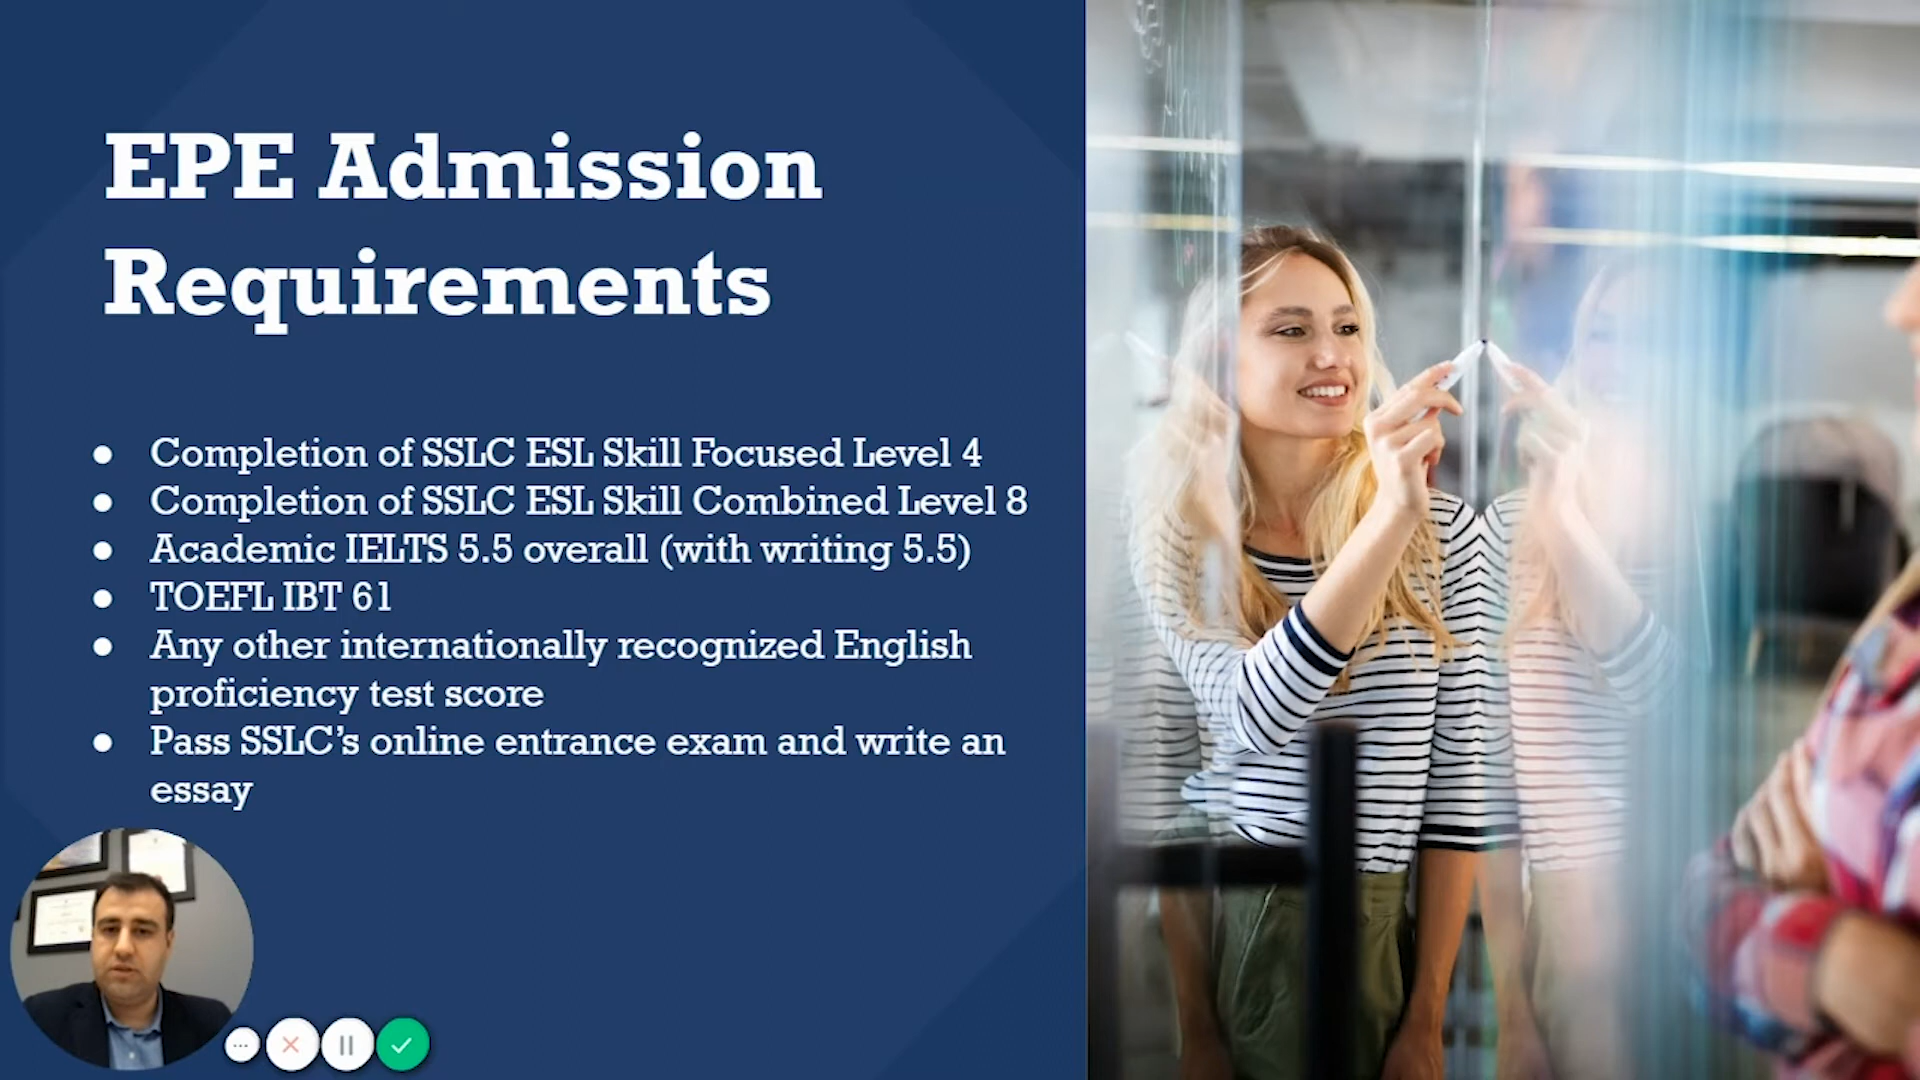 EPE Admission
Requirements
● Completion of SSLC ESL Skill Focused Level 4
● Completion of SSLC ESL Skill Combined Level 8
● Academic IELTS 5.5 overall (with writing 5.5)
● TOEFL IBT 61
● Any other internationally recognized English
proficiency test score
● Pass SSLC’s online entrance exam and write an
essay